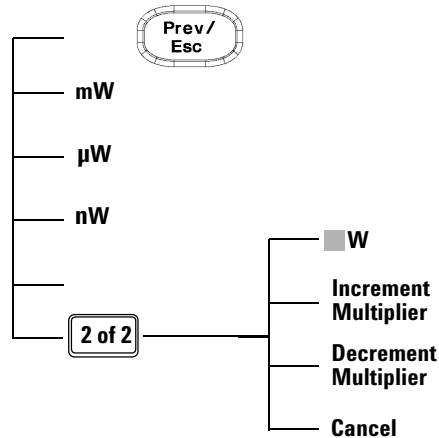 Prev/
Esc
mW
µW
nW
2 of 2
W
Increment
Multiplier
Decrement
Multiplier
Cancel